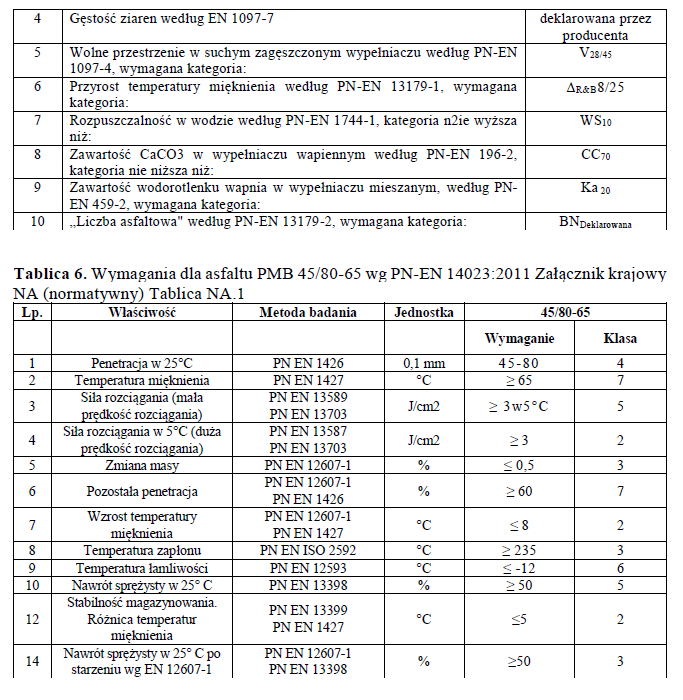 4 Gęstość ziaren według EN 1097-7 deklarowana przez
producenta
5 Wolne przestrzenie w suchym zagęszczonym wypełniaczu według PN-EN V28/45
1097-4, wymagana kategoria:
6 Przyrost temperatury mięknienia według PN-EN 13179-1, wymagana ΔR&B8/25
kategoria:
7 Rozpuszczalność w wodzie według PN-EN 1744-1, kategoria n2ie wyższa WS10
niż:
8 Zawartość CaCO3 w wypełniaczu wapiennym według PN-EN 196-2, CC70
kategoria nie niższa niż:
9 Zawartość wodorotlenku wapnia w wypełniaczu mieszanym, według PN- Ka 20
EN 459-2, wymagana kategoria:
10 ,,Liczba asfaltowa" według PN-EN 13179-2, wymagana kategoria: BNDeklarowana
Tablica 6. Wymagania dla asfaltu PMB 45/80-65 wg PN-EN 14023:2011 Załącznik krajowy
NA (normatywny) Tablica NA.1
Lp. Właściwość Metoda badania Jednostka 45/80-65
Wymaganie Klasa
1 Penetracja w 25°C PN EN 1426 0,1 mm 45-80 4
2 Temperatura mięknienia PN EN 1427 °C ≥ 65 7
3 Siła rozciągania (mała prędkość rozciągania) PN EN 13589 PN EN 13703 J/cm2 ≥ 3w5°C 5
4 Siła rozciągania w 5°C (duża prędkość rozciągania) PN EN 13587 PN EN 13703 J/cm2 ≥ 3 2
5 Zmiana masy PN EN 12607-1 % ≤ 0,5 3
6 Pozostała penetracja PN EN 12607-1 PN EN 1426 % ≥ 60 7
7 Wzrost temperatury mięknienia PN EN 12607-1 PN EN 1427 °C ≤ 8 2
8 Temperatura zapłonu PN EN ISO 2592 °C ≥ 235 3
9 Temperatura łamliwości PN EN 12593 °C ≤ -12 6
10 Nawrót sprężysty w 25° C PN EN 13398 % ≥ 50 5
12 Stabilność magazynowania. Różnica temperatur mięknienia PN EN 13399 PN EN 1427 °C ≤5 2
14 Nawrót sprężysty w 25° C po starzeniu wg EN 12607-1 PN EN 12607-1 PN EN 13398 % ≥50 3